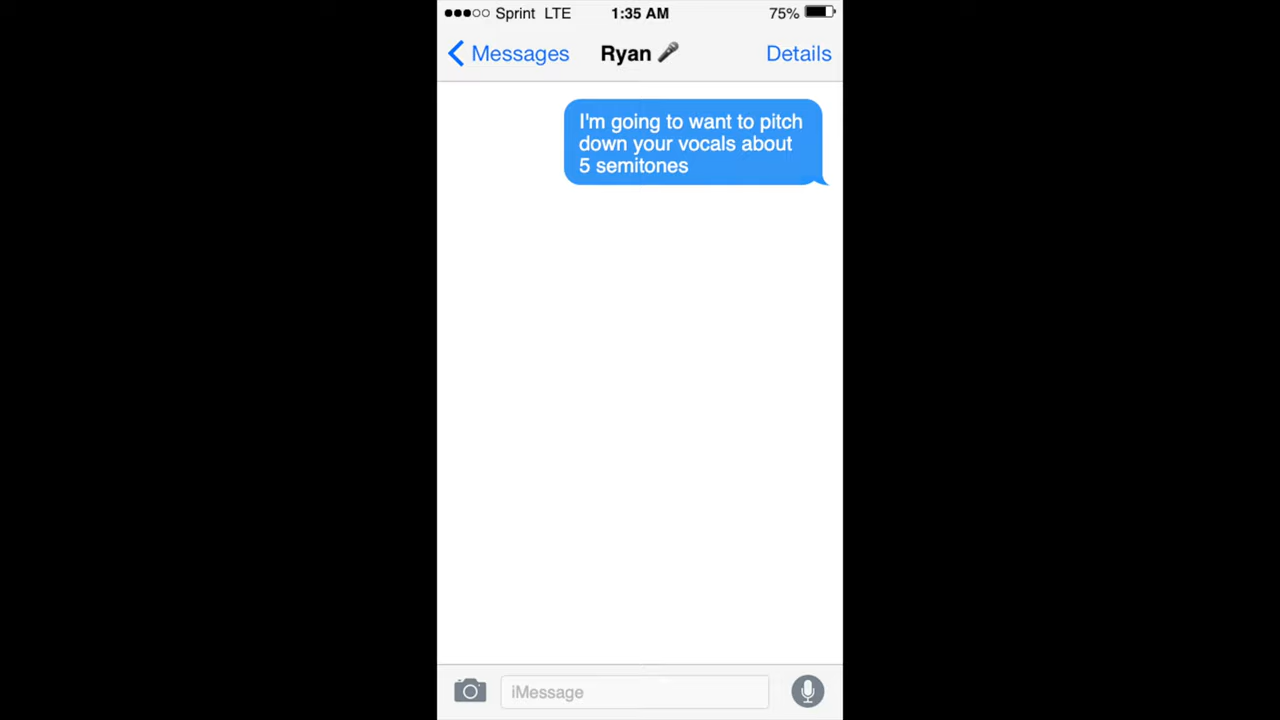 Sprint LTE 1:35 AM 75%
Messages Ryan 🎤 Details
I'm going to want to pitch
down your vocals about
5 semitones
iMessage